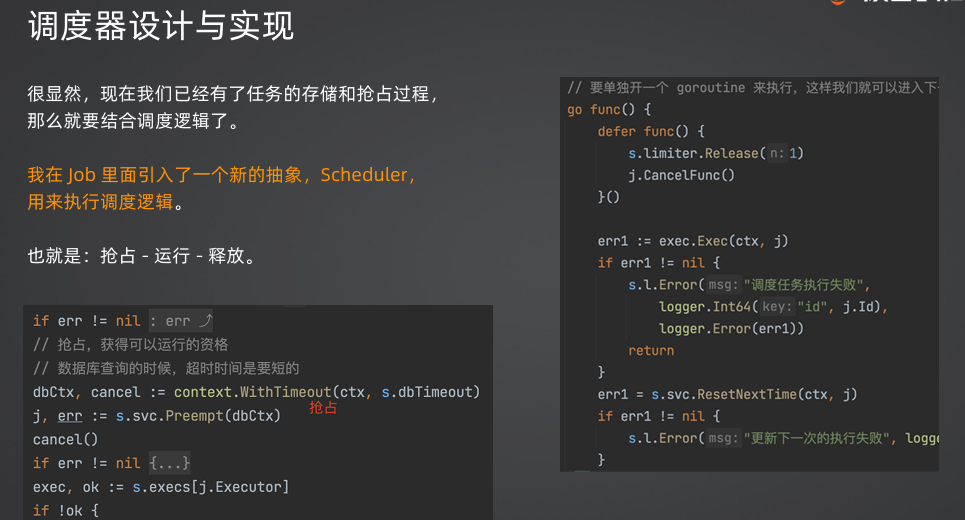 调度器设计与实现
很显然，现在我们已经有了任务的存储和抢占过程，
那么就要结合调度逻辑了。
我在 Job 里面引入了一个新的抽象，Scheduler，
用来执行调度逻辑。
也就是：抢占 - 运行 - 释放。
if err != nil : err
// 抢占，获得可以运行的资格
// 数据库查询的时候，超时时间是要短的
dbCtx, cancel := context.WithTimeout(ctx, s.dbTimeout)
抢占
j, err := s.svc.Preempt(dbCtx)
cancel()
if err != nil {...}
exec, ok := s.execs[j.Executor]
if !ok {
// 要单独开一个 goroutine 来执行，这样我们就可以进入下
go func() {
defer func() {
s.limiter.Release( n: 1)
j.CancelFunc()
}()
err1 := exec.Exec(ctx, j)
if err1 != nil {
s.l.Error( msg: "调度任务执行失败",
logger.Int64( key: "id", j.Id),
logger.Error(err1))
return
}
err1 = s.svc.ResetNextTime(ctx, j)
if err1 != nil {
s.l.Error( msg: "更新下一次的执行失败", logge
}